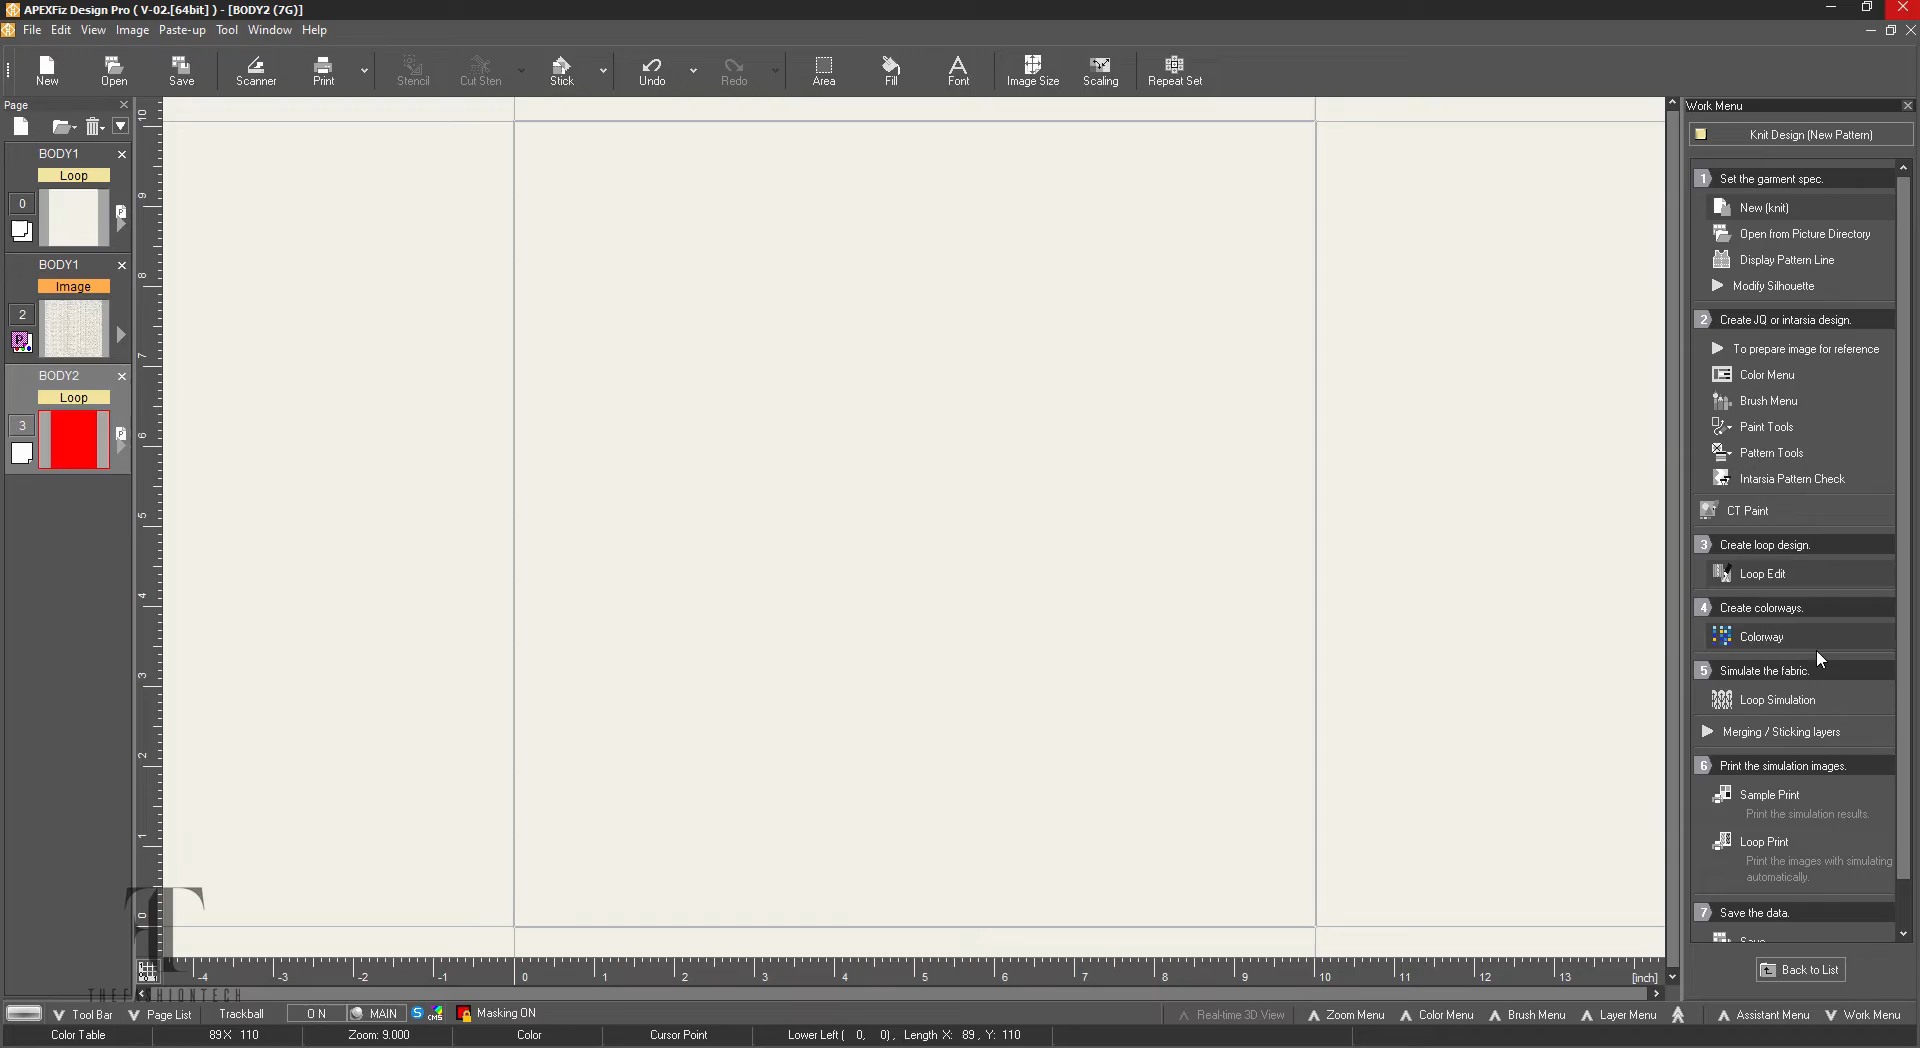 APEXFiz Design Pro ( V-02.[64bit] ) - [BODY2 (7G)]
File Edit View Image Paste-up Tool Window Help
New Open Save Scanner Print Stencil Cut Sten Stick Undo Redo Area Fill Font Image Size Scaling Repeat Set
Page
BODY1
Loop
0
BODY1
Image
2
BODY2
Loop
3
10
9
8
7
6
5
4
3
2
1
0
-4 -3 -2 -1 0 1 2 3 4 5 6 7 8 9 10 11 12 13 [inch]
Work Menu
Knit Design (New Pattern)
1 Set the garment spec.
New (knit)
Open from Picture Directory
Display Pattern Line
Modify Silhouette
2 Create JQ or intarsia design.
To prepare image for reference
Color Menu
Brush Menu
Paint Tools
Pattern Tools
Intarsia Pattern Check
CT Paint
3 Create loop design.
Loop Edit
4 Create colorways.
Colorway
5 Simulate the fabric.
Loop Simulation
Merging / Sticking layers
6 Print the simulation images.
Sample Print
Print the simulation results.
Loop Print
Print the images with simulating
automatically.
7 Save the data.
Save
Back to List
THEFASHIONTECH
Tool Bar Page List Trackball ON MAIN Masking ON Real-time 3D View Zoom Menu Color Menu Brush Menu Layer Menu Assistant Menu Work Menu
Color Table 89X 110 Zoom: 9.000 Color Cursor Point Lower Left ( 0, 0), Length X: 89, Y: 110